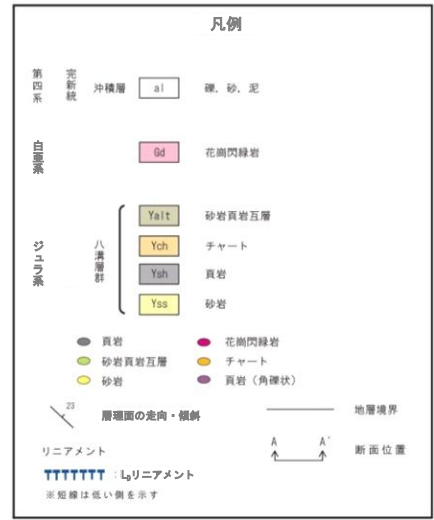 凡例
第四系 完新統 沖積層 al 礫，砂，泥
白亜系 Gd 花崗閃緑岩
ジュラ系 八溝層群
Yalt 砂岩頁岩互層
Ych チャート
Ysh 頁岩
Yss 砂岩
頁岩 花崗閃緑岩
砂岩頁岩互層 チャート
砂岩 頁岩（角礫状）
23 層理面の走向・傾斜 地層境界
リニアメント A A´ 断面位置
LDリニアメント
※短線は低い側を示す